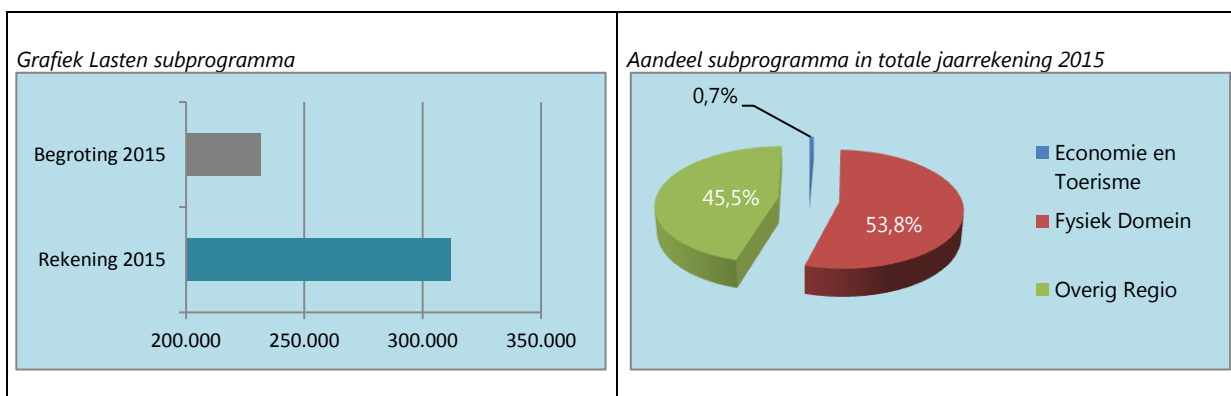 Grafiek Lasten subprogramma
Begroting 2015
Rekening 2015
200.000 250.000 300.000 350.000
Aandeel subprogramma in totale jaarrekening 2015
0,7%
45,5%
53,8%
Economie en
Toerisme
Fysiek Domein
Overig Regio